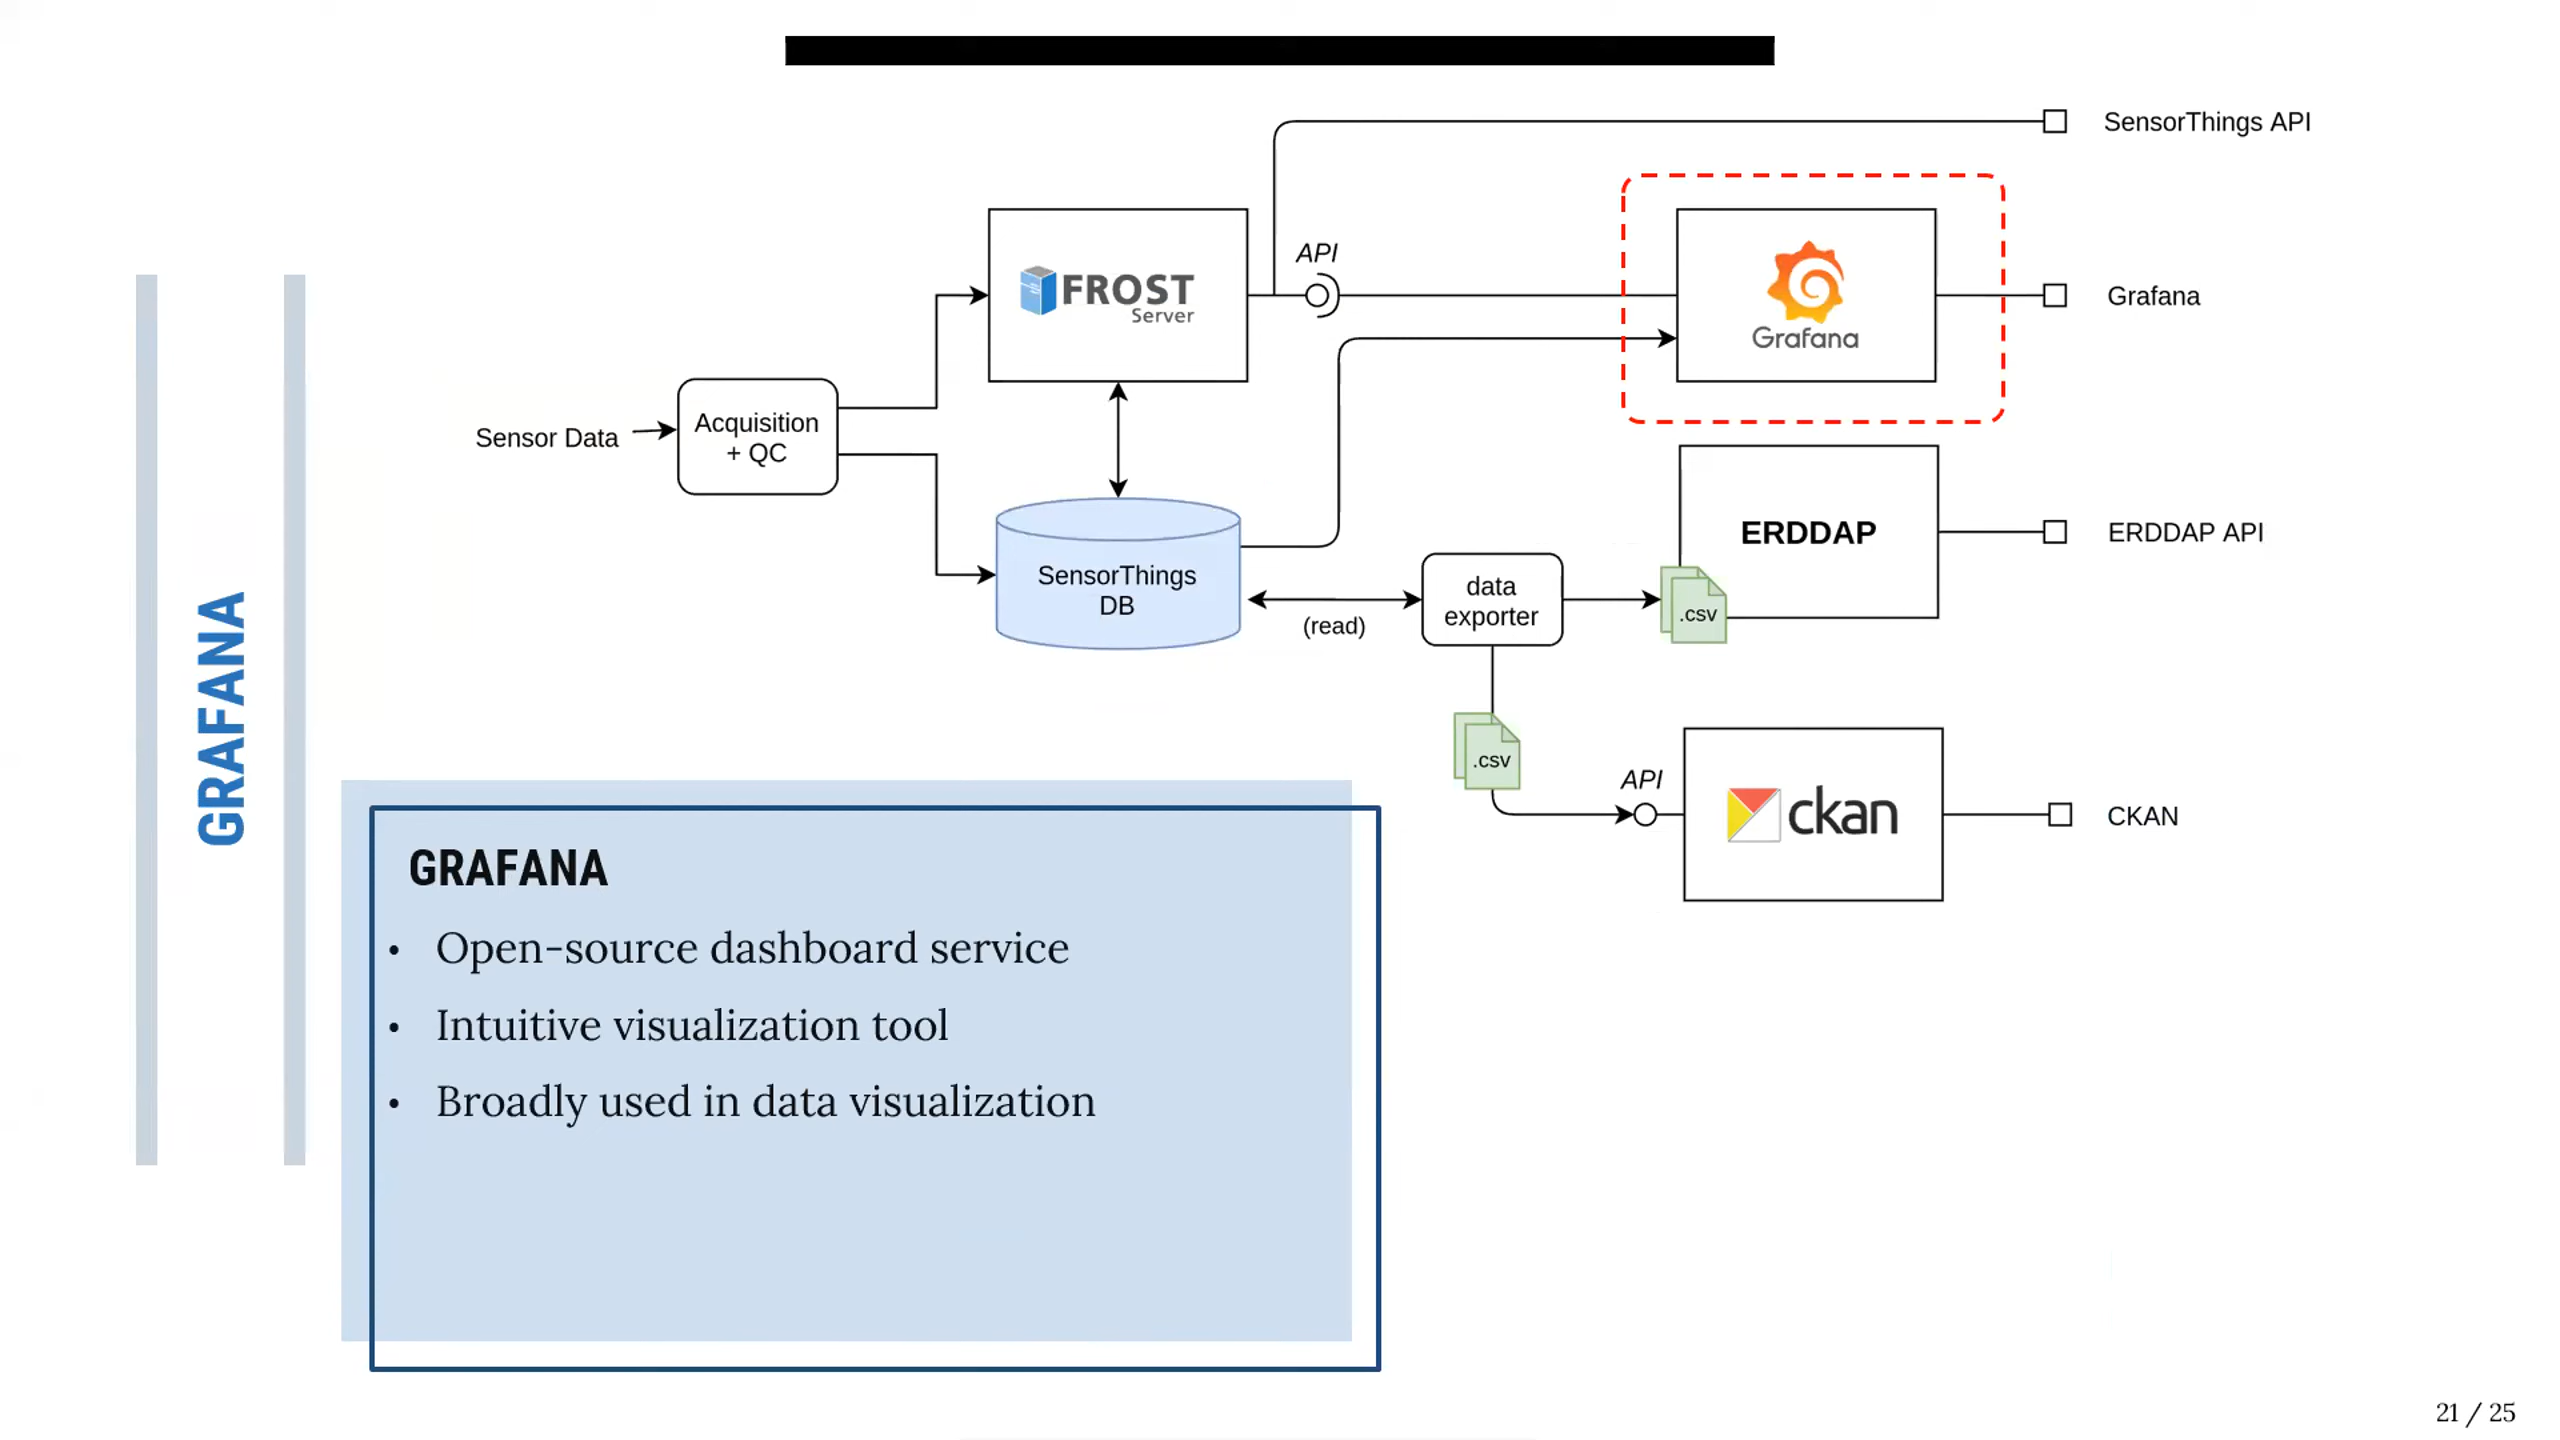 SensorThings API
API
FROST
Server
Grafana
Grafana
Sensor Data
Acquisition
+ QC
SensorThings
DB
(read)
data
exporter
ERDDAP
.csv
ERDDAP API
.csv
API
ckan
CKAN
GRAFANA
GRAFANA
• Open-source dashboard service
• Intuitive visualization tool
• Broadly used in data visualization
21 / 25